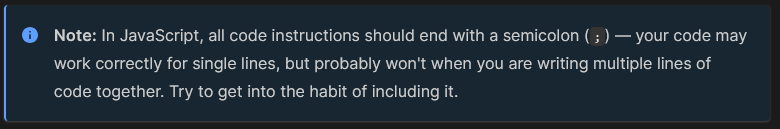 Note: In JavaScript, all code instructions should end with a semicolon (;) — your code may
work correctly for single lines, but probably won't when you are writing multiple lines of
code together. Try to get into the habit of including it.